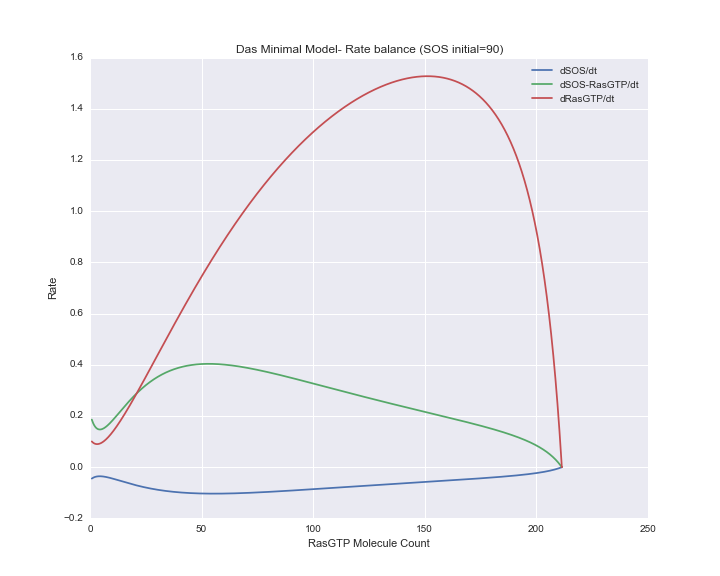 Das Minimal Model- Rate balance (SOS initial=90)
dSOS/dt
dSOS-RasGTP/dt
dRasGTP/dt
1.6
1.4
1.2
1.0
0.8
0.6
0.4
0.2
0.0
−0.2
Rate
0
50
100
150
200
250
RasGTP Molecule Count